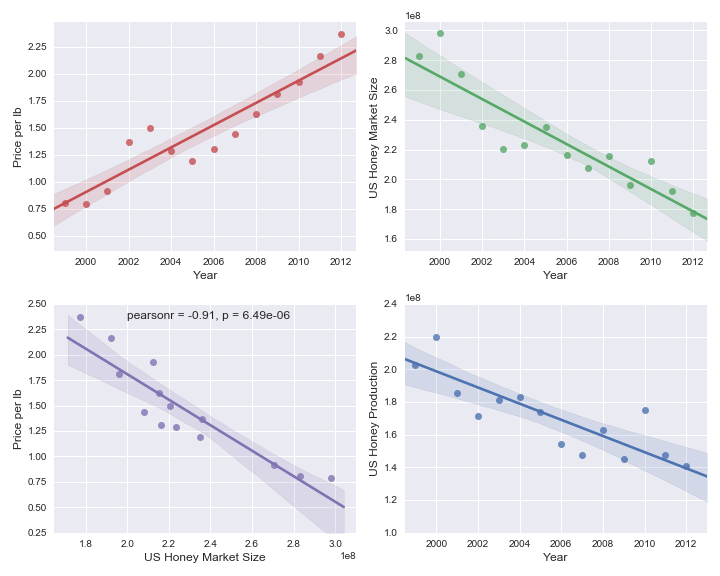 2.25
2.00
1.75
1.50
1.25
1.00
0.75
0.50
Price per lb
2000 2002 2004 2006 2008 2010 2012
Year
1e8
3.0
2.8
2.6
2.4
2.2
2.0
1.8
1.6
US Honey Market Size
2000 2002 2004 2006 2008 2010 2012
Year
pearsonr = -0.91, p = 6.49e-06
2.50
2.25
2.00
1.75
1.50
1.25
1.00
0.75
0.50
0.25
Price per lb
1.8 2.0 2.2 2.4 2.6 2.8 3.0
US Honey Market Size
1e8
1e8
2.4
2.2
2.0
1.8
1.6
1.4
1.2
1.0
US Honey Production
2000 2002 2004 2006 2008 2010 2012
Year